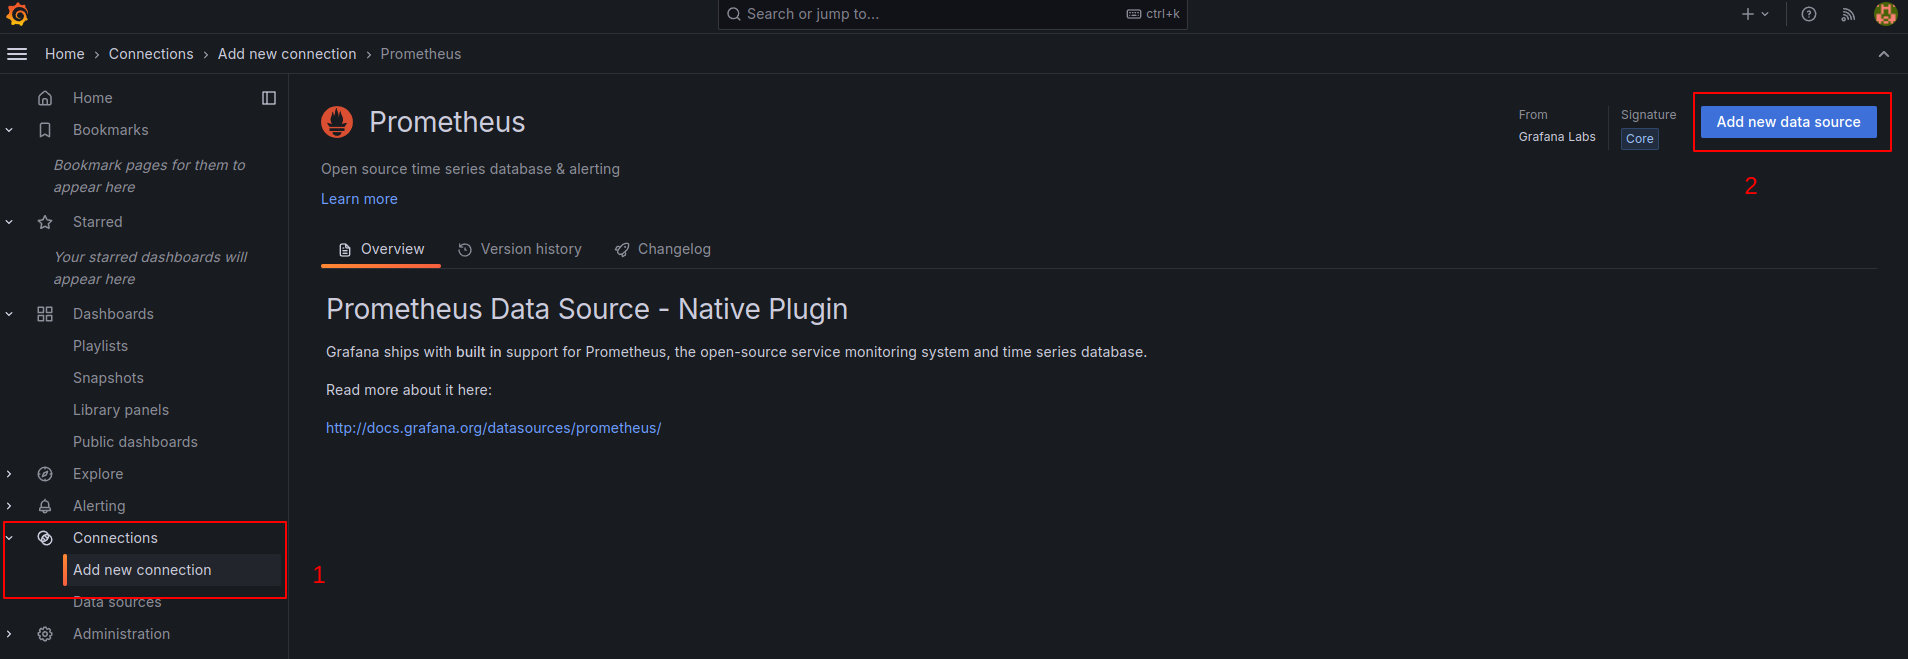 Search or jump to...
ctrl+k
Home › Connections › Add new connection › Prometheus
Home
Bookmarks
Bookmark pages for them to
appear here
Starred
Your starred dashboards will
appear here
Dashboards
Playlists
Snapshots
Library panels
Public dashboards
Explore
Alerting
Connections
Add new connection
1
Data sources
Administration
Prometheus
Open source time series database & alerting
Learn more
From
Grafana Labs
Signature
Core
Add new data source
2
Overview
Version history
Changelog
Prometheus Data Source - Native Plugin
Grafana ships with built in support for Prometheus, the open-source service monitoring system and time series database.
Read more about it here:
http://docs.grafana.org/datasources/prometheus/